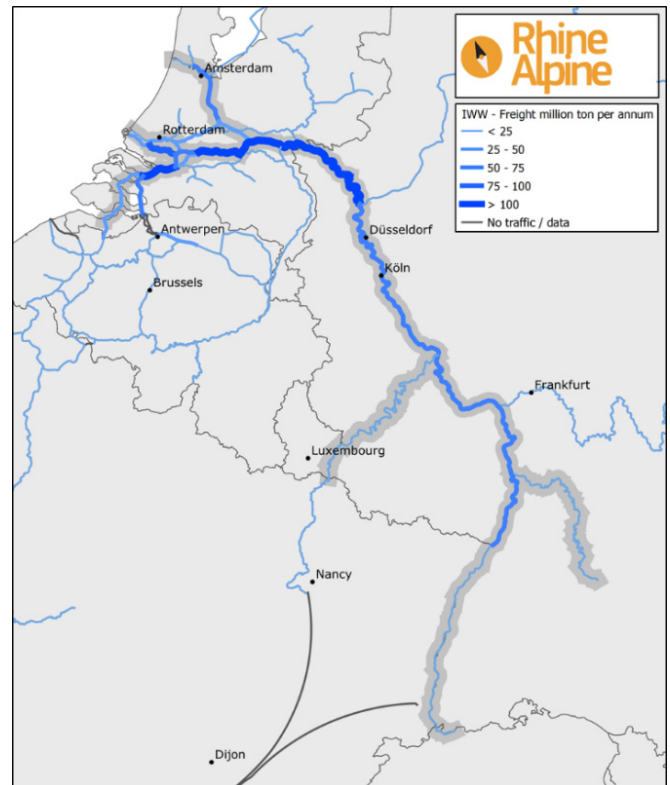 Rhine
Alpine
IWW - Freight million ton per annum
< 25
25 - 50
50 - 75
75 - 100
> 100
No traffic / data
Amsterdam
Rotterdam
Antwerpen
Düsseldorf
Köln
Brussels
Frankfurt
Luxembourg
Nancy
Dijon